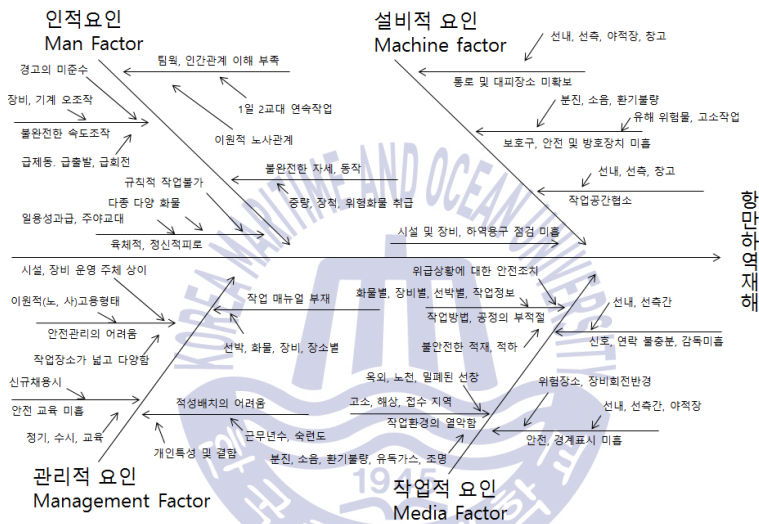 인적요인
Man Factor
설비적 요인
Machine factor
팀웍, 인간관계 이해 부족
경고의 미준수
장비, 기계 오조작
1일 2교대 연속작업
불완전한 속도조작
이원적 노사관계
급제동, 급출발, 급회전
불완전한 자세, 동작
규칙적 작업불가
중량, 장척, 위험화물 취급
다종 다양 화물
일용성과급, 주야교대
육체적, 정신적피로
선내, 선측, 야적장, 창고
통로 및 대피장소 미확보
분진, 소음, 환기불량
유해 위험물, 고소작업
보호구, 안전 및 방호장치 미흡
선내, 선측, 창고
작업공간협소
시설 및 장비, 하역용구 점검 미흡
항만하역재해
시설, 장비 운영 주체 상이
이원적(노, 사)고용형태
작업 매뉴얼 부재
안전관리의 어려움
선박, 화물, 장비, 장소별
작업장소가 넓고 다양함
신규채용시
안전 교육 미흡
적성배치의 어려움
정기, 수시, 교육
근무년수, 숙련도
개인특성 및 결함
관리적 요인
Management Factor
위급상황에 대한 안전조치
화물별, 장비별, 선박별, 작업정보
작업방법, 공정의 부적절
선내, 선측간
신호, 연락 불충분, 감독미흡
불안전한 적재, 적하
옥외, 노천, 밀폐된 선창
위험장소, 장비회전반경
고소, 해상, 접수 지역
선내, 선측간, 야적장
작업환경의 열악함
안전, 경계표시 미흡
분진, 소음, 환기불량, 유독가스, 조명
작업적 요인
Media Factor
KOREA MARITIME AND OCEAN UNIVERSITY
1945